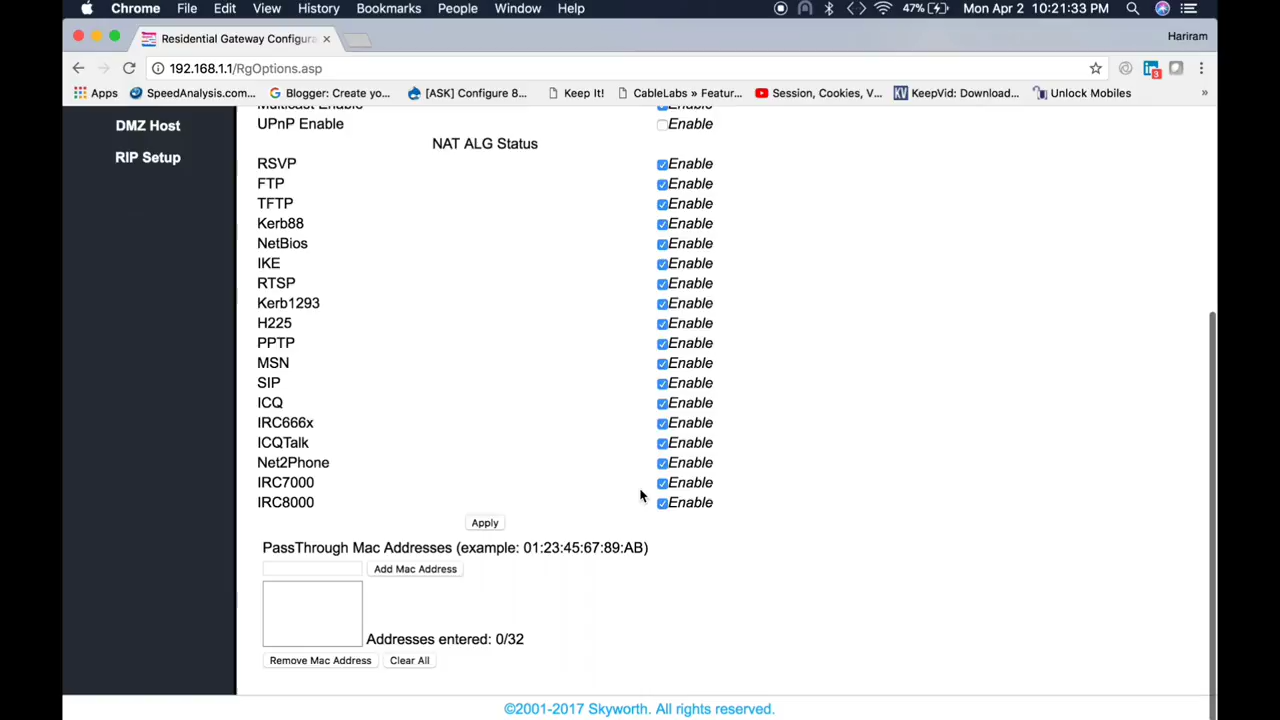 Chrome File Edit View History Bookmarks People Window Help 47% Mon Apr 2 10:21:33 PM
Residential Gateway Configura Hariram
192.168.1.1/RgOptions.asp 3
Apps SpeedAnalysis.com... Blogger: Create yo... [ASK] Configure 8... Keep It! CableLabs » Featur... Session, Cookies, V... KV KeepVid: Download... Unlock Mobiles »
Multicast Enable Enable
DMZ Host
UPnP Enable Enable
NAT ALG Status
RIP Setup
RSVP Enable
FTP Enable
TFTP Enable
Kerb88 Enable
NetBios Enable
IKE Enable
RTSP Enable
Kerb1293 Enable
H225 Enable
PPTP Enable
MSN Enable
SIP Enable
ICQ Enable
IRC666x Enable
ICQTalk Enable
Net2Phone Enable
IRC7000 Enable
IRC8000 Enable
Apply
PassThrough Mac Addresses (example: 01:23:45:67:89:AB)
Add Mac Address
Addresses entered: 0/32
Remove Mac Address Clear All
©2001-2017 Skyworth. All rights reserved.